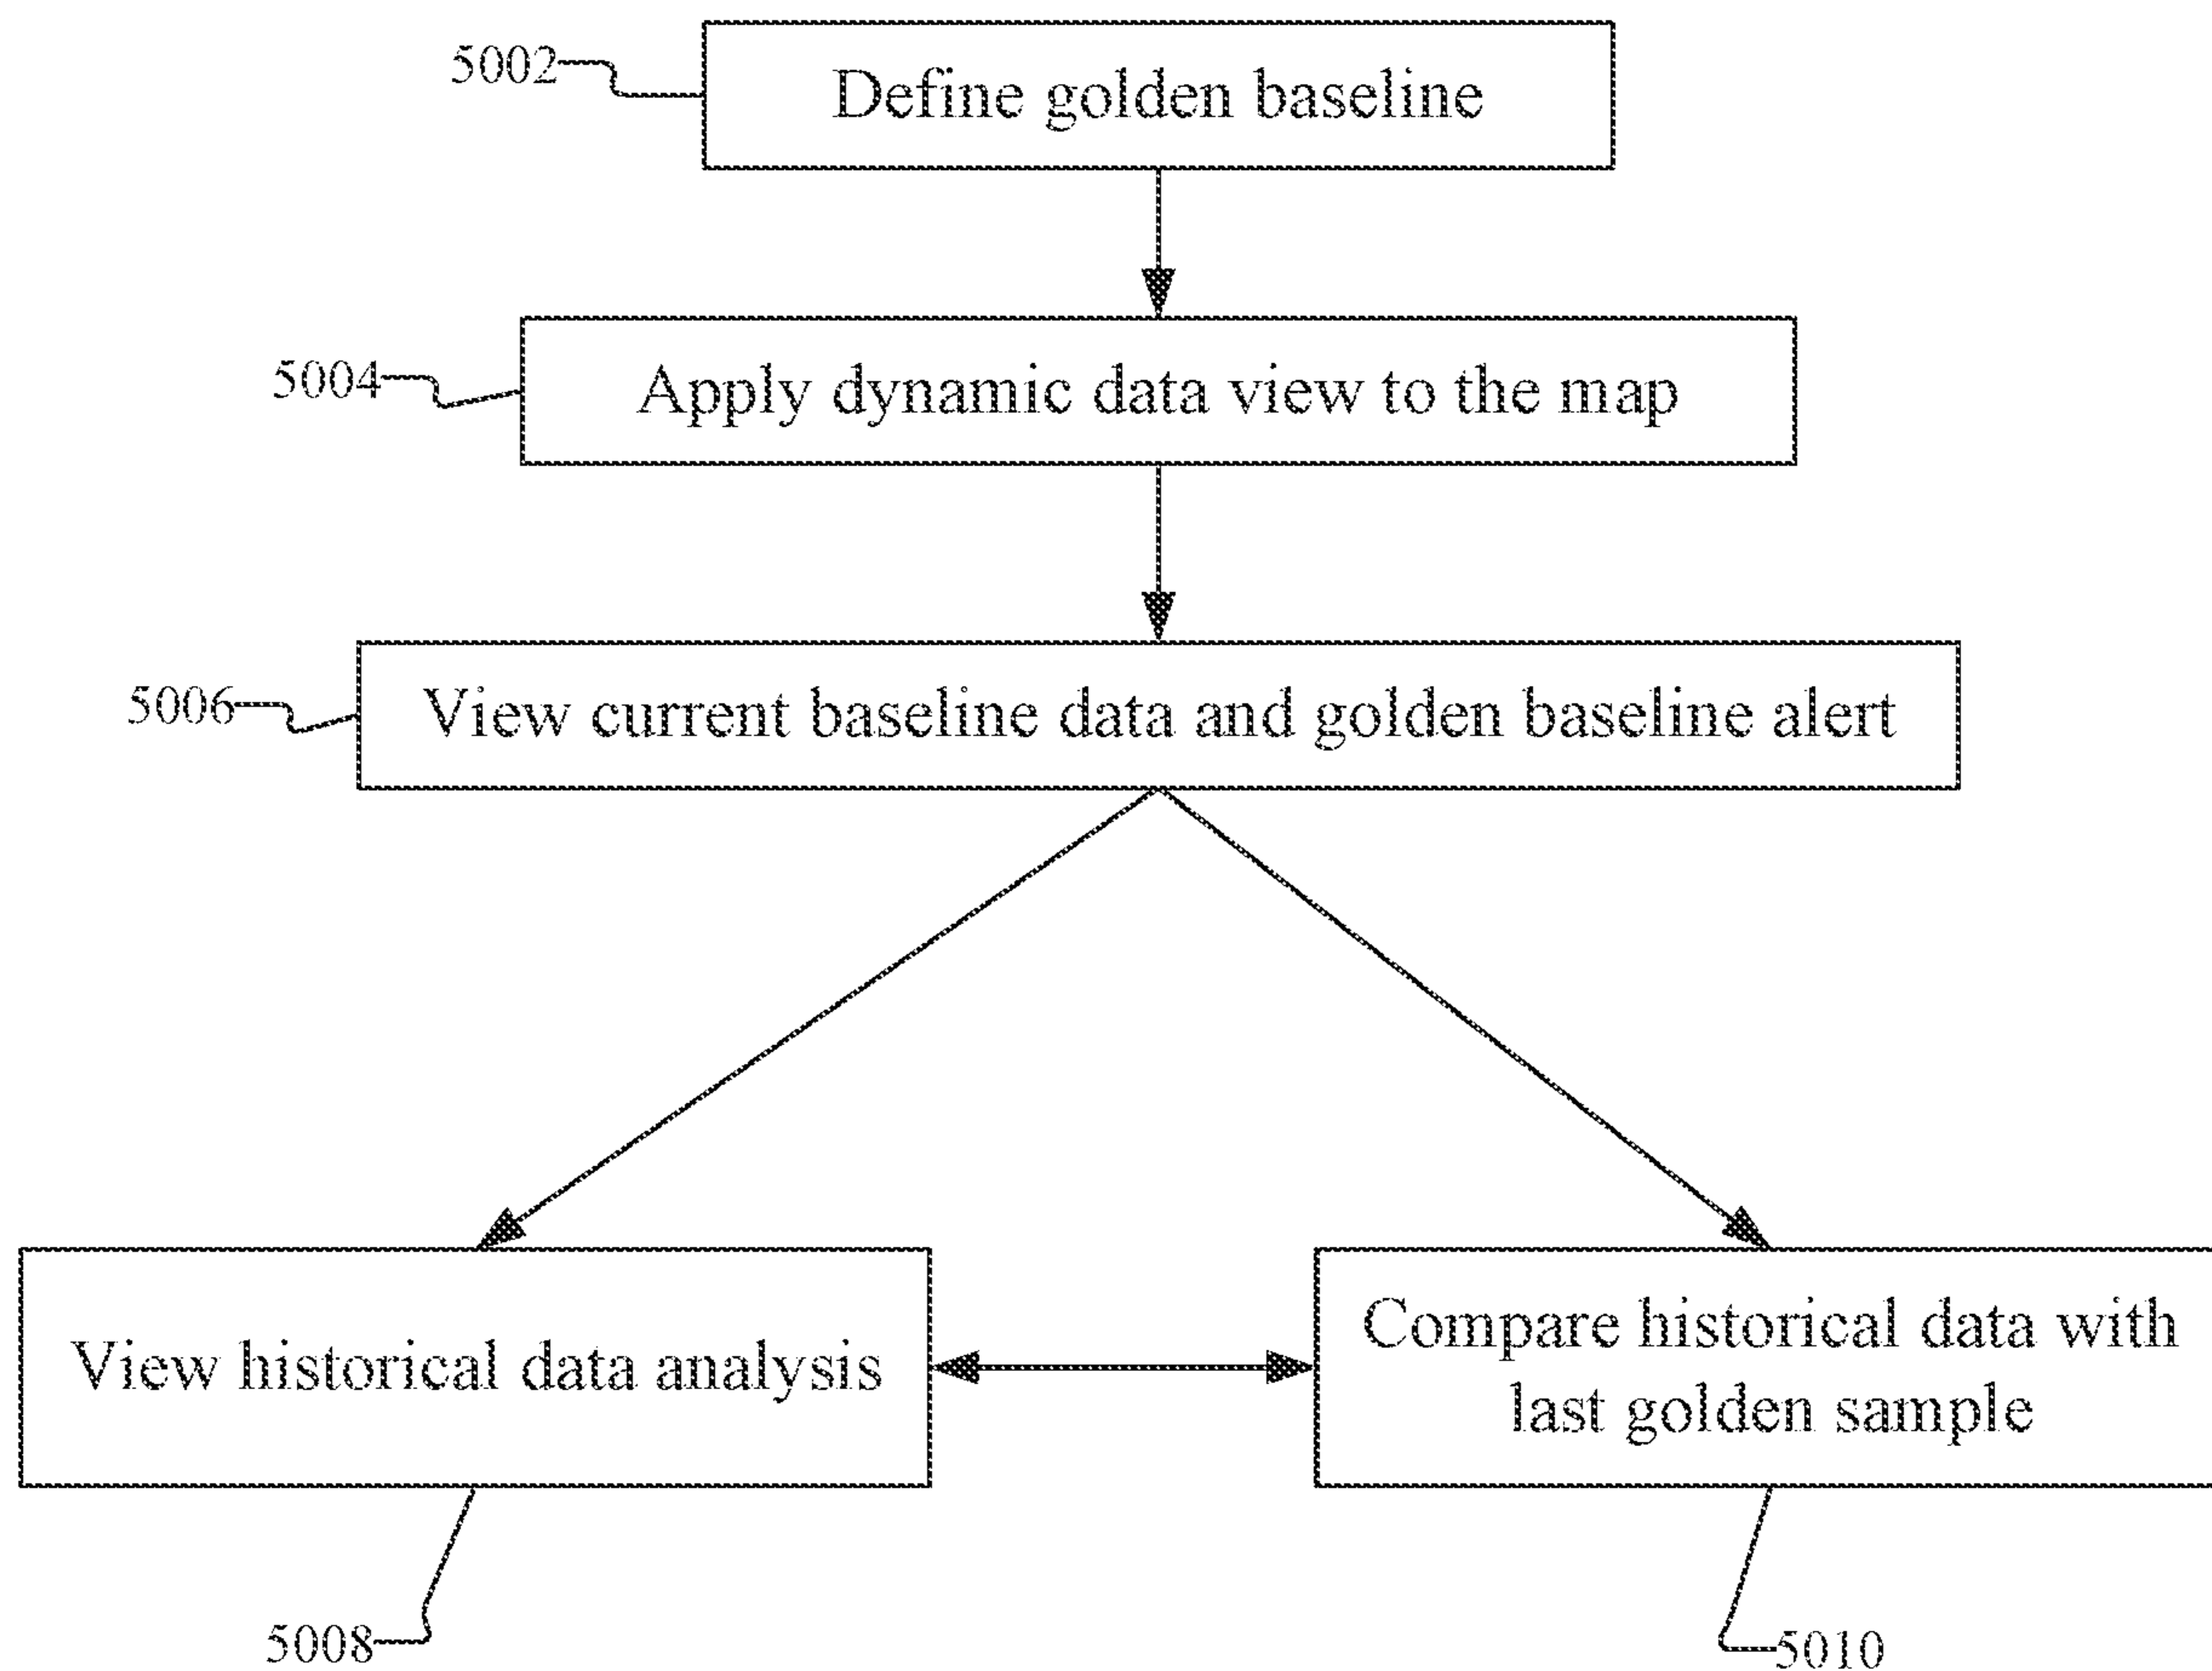 5002
Define golden baseline
5004
Apply dynamic data view to the map
5006
View current baseline data and golden baseline alert
View historical data analysis
Compare historical data with
last golden sample
5008
5010